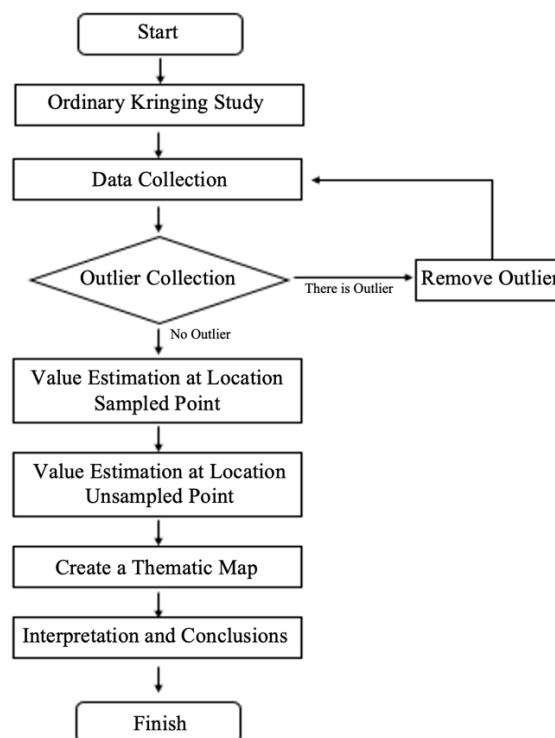 Start
Ordinary Kringing Study
Data Collection
Outlier Collection
There is Outlier
Remove Outlier
No Outlier
Value Estimation at Location
Sampled Point
Value Estimation at Location
Unsampled Point
Create a Thematic Map
Interpretation and Conclusions
Finish